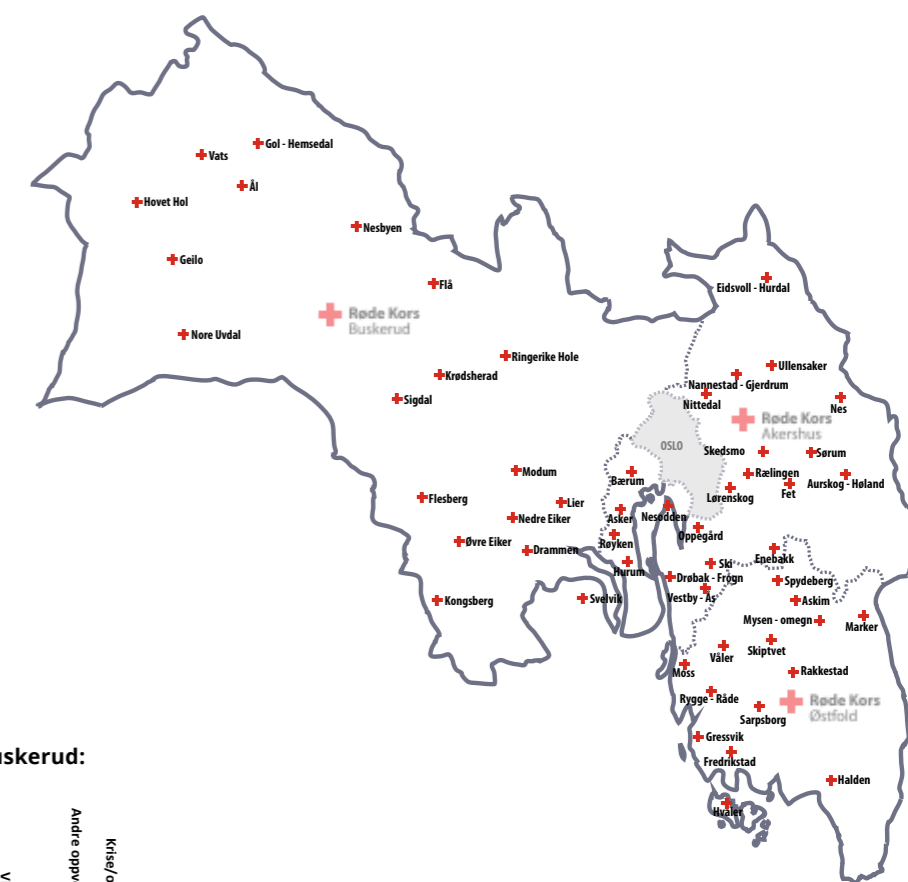 Gol - Hemsedal
Vats
Ål
Hovet Hol
Nesbyen
Geilo
Flå
Eidsvoll - Hurdal
Røde Kors
Buskerud
Nore Uvdal
Ringerike Hole
Ullensaker
Krødsherad
Nannestad - Gjerdrum
Sigdal
Nittedal
Nes
Røde Kors
Akershus
OSLO
Skedsmo
Sørum
Modum
Bærum
Rælingen
Aurskog - Høland
Flesberg
Lørenskog
Fet
Lier
Nedre Eiker
Asker
Nesodden
Oppegård
Øvre Eiker
Røyken
Drammen
Enebakk
Ski
Hurum
Drøbak - Frogn
Spydeberg
Vestby - Ås
Kongsberg
Svelvik
Askim
Mysen - omegn
Marker
Skiptvet
Våler
Moss
Rakkestad
Rygge - Råde
Røde Kors
Østfold
Sarpsborg
Gressvik
Fredrikstad
Halden
Hvaler
uskerud:
Andre oppv
Krise/o
V